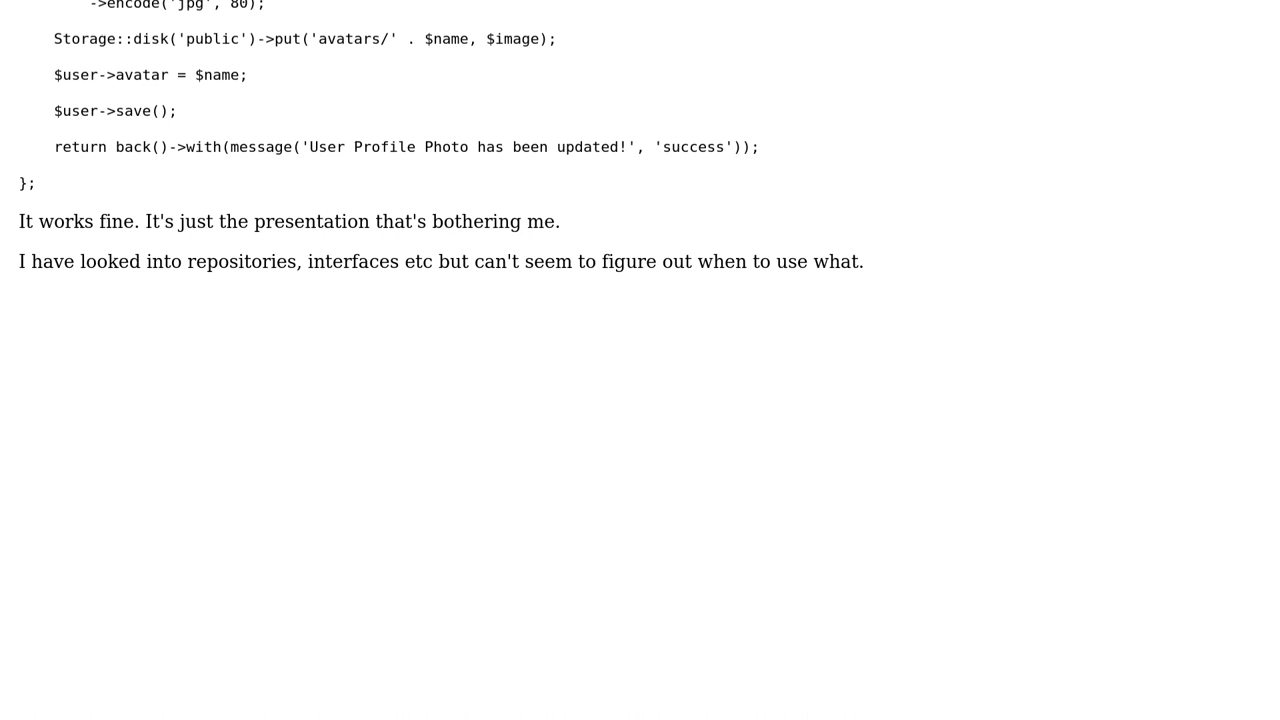 ->encode('jpg', 80);
Storage::disk('public')->put('avatars/' . $name, $image);
$user->avatar = $name;
$user->save();
return back()->with(message('User Profile Photo has been updated!', 'success'));
};
It works fine. It's just the presentation that's bothering me.
I have looked into repositories, interfaces etc but can't seem to figure out when to use what.